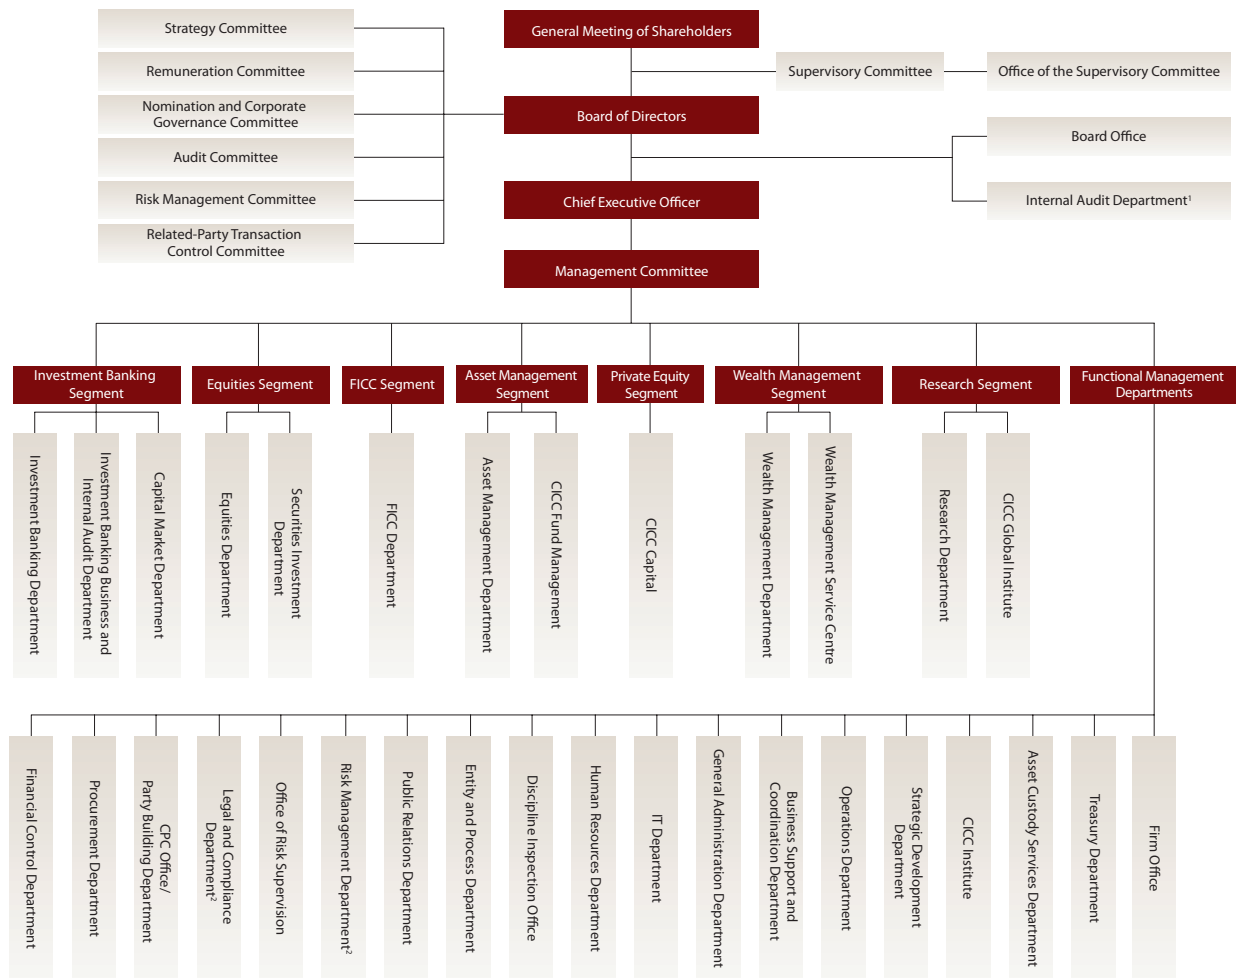 Strategy Committee
Remuneration Committee
Nomination and Corporate
Governance Committee
Audit Committee
Risk Management Committee
Related-Party Transaction
Control Committee
General Meeting of Shareholders
Supervisory Committee
Office of the Supervisory Committee
Board of Directors
Board Office
Internal Audit Department¹
Chief Executive Officer
Management Committee
Investment Banking
Segment
Equities Segment
FICC Segment
Asset Management
Segment
Private Equity
Segment
Wealth Management
Segment
Research Segment
Functional Management
Departments
Investment Banking Department
Investment Banking Business and
Internal Audit Department
Capital Market Department
Equities Department
Securities Investment
Department
FICC Department
Asset Management Department
CICC Fund Management
CICC Capital
Wealth Management Department
Wealth Management Service Centre
Research Department
CICC Global Institute
Financial Control Department
Procurement Department
CPC Office/
Party Building Department
Legal and Compliance
Department²
Office of Risk Supervision
Risk Management Department²
Public Relations Department
Entity and Process Department
Discipline Inspection Office
Human Resources Department
IT Department
General Administration Department
Business Support and
Coordination Department
Operations Department
Strategic Development
Department
CICC Institute
Asset Custody Services Department
Treasury Department
Firm Office